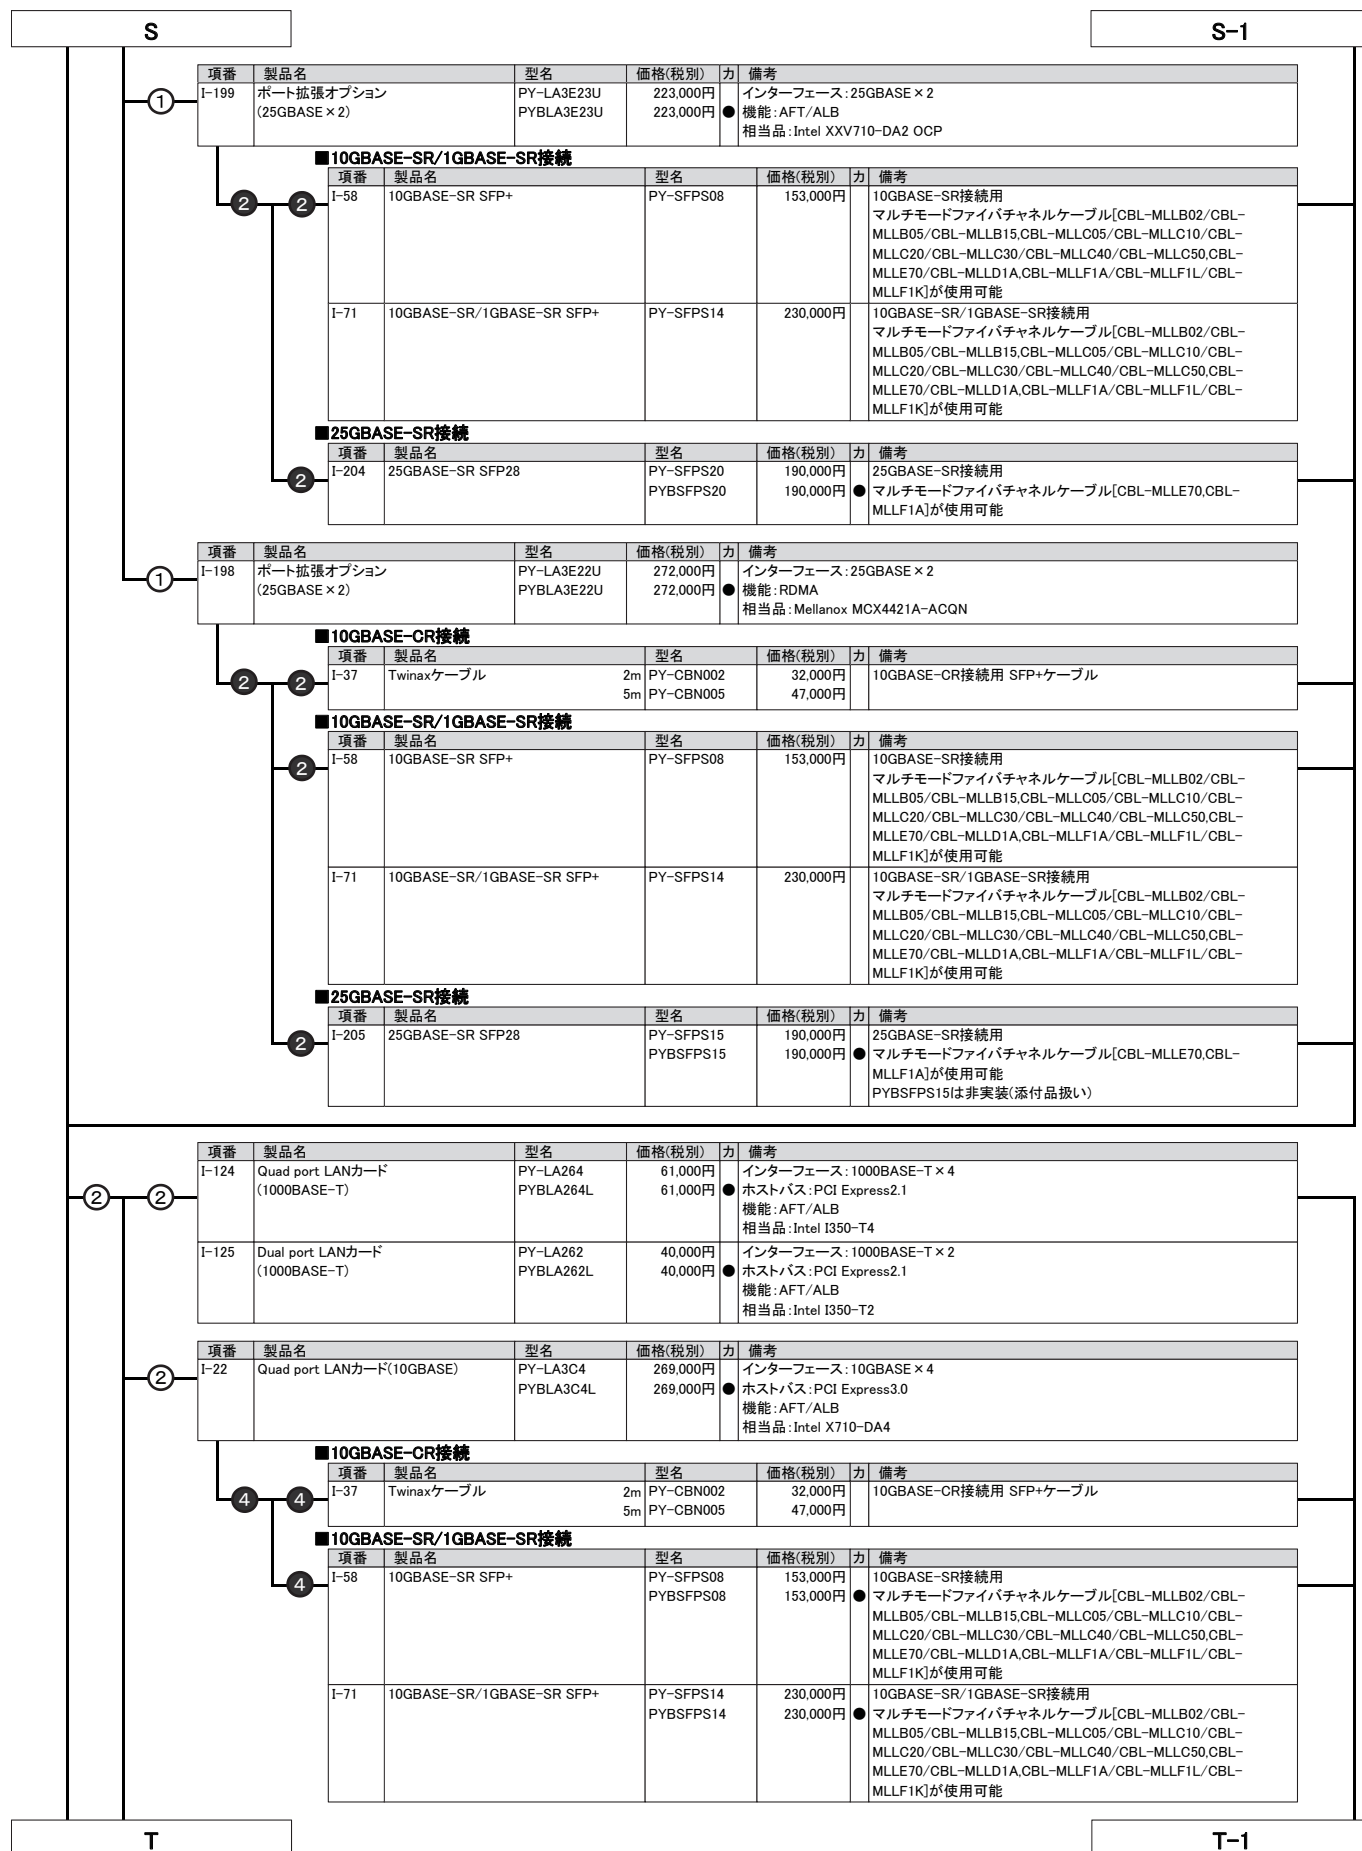 S
S-1
項番 製品名 型名 価格(税別) カ 備考
① I-199 ポート拡張オプション PY-LA3E23U 223,000円 インターフェース:25GBASE×2
(25GBASE×2) PYBLA3E23U 223,000円 ● 機能:AFT/ALB
相当品:Intel XXV710-DA2 OCP
■10GBASE-SR/1GBASE-SR接続
項番 製品名 型名 価格(税別) カ 備考
2 2 I-58 10GBASE-SR SFP+ PY-SFPS08 153,000円 10GBASE-SR接続用
マルチモードファイバチャネルケーブル[CBL-MLLB02/CBL-
MLLB05/CBL-MLLB15,CBL-MLLC05/CBL-MLLC10/CBL-
MLLC20/CBL-MLLC30/CBL-MLLC40/CBL-MLLC50,CBL-
MLLE70/CBL-MLLD1A,CBL-MLLF1A/CBL-MLLF1L/CBL-
MLLF1K]が使用可能
I-71 10GBASE-SR/1GBASE-SR SFP+ PY-SFPS14 230,000円 10GBASE-SR/1GBASE-SR接続用
マルチモードファイバチャネルケーブル[CBL-MLLB02/CBL-
MLLB05/CBL-MLLB15,CBL-MLLC05/CBL-MLLC10/CBL-
MLLC20/CBL-MLLC30/CBL-MLLC40/CBL-MLLC50,CBL-
MLLE70/CBL-MLLD1A,CBL-MLLF1A/CBL-MLLF1L/CBL-
MLLF1K]が使用可能
■25GBASE-SR接続
項番 製品名 型名 価格(税別) カ 備考
2 I-204 25GBASE-SR SFP28 PY-SFPS20 190,000円 25GBASE-SR接続用
PYBSFPS20 190,000円 ● マルチモードファイバチャネルケーブル[CBL-MLLE70,CBL-
MLLF1A]が使用可能
項番 製品名 型名 価格(税別) カ 備考
① I-198 ポート拡張オプション PY-LA3E22U 272,000円 インターフェース:25GBASE×2
(25GBASE×2) PYBLA3E22U 272,000円 ● 機能:RDMA
相当品:Mellanox MCX4421A-ACQN
■10GBASE-CR接続
項番 製品名 型名 価格(税別) カ 備考
2 2 I-37 Twinaxケーブル 2m PY-CBN002 32,000円 10GBASE-CR接続用 SFP+ケーブル
5m PY-CBN005 47,000円
■10GBASE-SR/1GBASE-SR接続
項番 製品名 型名 価格(税別) カ 備考
2 I-58 10GBASE-SR SFP+ PY-SFPS08 153,000円 10GBASE-SR接続用
マルチモードファイバチャネルケーブル[CBL-MLLB02/CBL-
MLLB05/CBL-MLLB15,CBL-MLLC05/CBL-MLLC10/CBL-
MLLC20/CBL-MLLC30/CBL-MLLC40/CBL-MLLC50,CBL-
MLLE70/CBL-MLLD1A,CBL-MLLF1A/CBL-MLLF1L/CBL-
MLLF1K]が使用可能
I-71 10GBASE-SR/1GBASE-SR SFP+ PY-SFPS14 230,000円 10GBASE-SR/1GBASE-SR接続用
マルチモードファイバチャネルケーブル[CBL-MLLB02/CBL-
MLLB05/CBL-MLLB15,CBL-MLLC05/CBL-MLLC10/CBL-
MLLC20/CBL-MLLC30/CBL-MLLC40/CBL-MLLC50,CBL-
MLLE70/CBL-MLLD1A,CBL-MLLF1A/CBL-MLLF1L/CBL-
MLLF1K]が使用可能
■25GBASE-SR接続
項番 製品名 型名 価格(税別) カ 備考
2 I-205 25GBASE-SR SFP28 PY-SFPS15 190,000円 25GBASE-SR接続用
PYBSFPS15 190,000円 ● マルチモードファイバチャネルケーブル[CBL-MLLE70,CBL-
MLLF1A]が使用可能
PYBSFPS15は非実装(添付品扱い)
項番 製品名 型名 価格(税別) カ 備考
② ② I-124 Quad port LANカード PY-LA264 61,000円 インターフェース:1000BASE-T×4
(1000BASE-T) PYBLA264L 61,000円 ● ホストバス:PCI Express2.1
機能:AFT/ALB
相当品:Intel I350-T4
I-125 Dual port LANカード PY-LA262 40,000円 インターフェース:1000BASE-T×2
(1000BASE-T) PYBLA262L 40,000円 ● ホストバス:PCI Express2.1
機能:AFT/ALB
相当品:Intel I350-T2
項番 製品名 型名 価格(税別) カ 備考
② I-22 Quad port LANカード(10GBASE) PY-LA3C4 269,000円 インターフェース:10GBASE×4
PYBLA3C4L 269,000円 ● ホストバス:PCI Express3.0
機能:AFT/ALB
相当品:Intel X710-DA4
■10GBASE-CR接続
項番 製品名 型名 価格(税別) カ 備考
4 4 I-37 Twinaxケーブル 2m PY-CBN002 32,000円 10GBASE-CR接続用 SFP+ケーブル
5m PY-CBN005 47,000円
■10GBASE-SR/1GBASE-SR接続
項番 製品名 型名 価格(税別) カ 備考
4 I-58 10GBASE-SR SFP+ PY-SFPS08 153,000円 10GBASE-SR接続用
PYBSFPS08 153,000円 ● マルチモードファイバチャネルケーブル[CBL-MLLB02/CBL-
MLLB05/CBL-MLLB15,CBL-MLLC05/CBL-MLLC10/CBL-
MLLC20/CBL-MLLC30/CBL-MLLC40/CBL-MLLC50,CBL-
MLLE70/CBL-MLLD1A,CBL-MLLF1A/CBL-MLLF1L/CBL-
MLLF1K]が使用可能
I-71 10GBASE-SR/1GBASE-SR SFP+ PY-SFPS14 230,000円 10GBASE-SR/1GBASE-SR接続用
PYBSFPS14 230,000円 ● マルチモードファイバチャネルケーブル[CBL-MLLB02/CBL-
MLLB05/CBL-MLLB15,CBL-MLLC05/CBL-MLLC10/CBL-
MLLC20/CBL-MLLC30/CBL-MLLC40/CBL-MLLC50,CBL-
MLLE70/CBL-MLLD1A,CBL-MLLF1A/CBL-MLLF1L/CBL-
MLLF1K]が使用可能
T
T-1